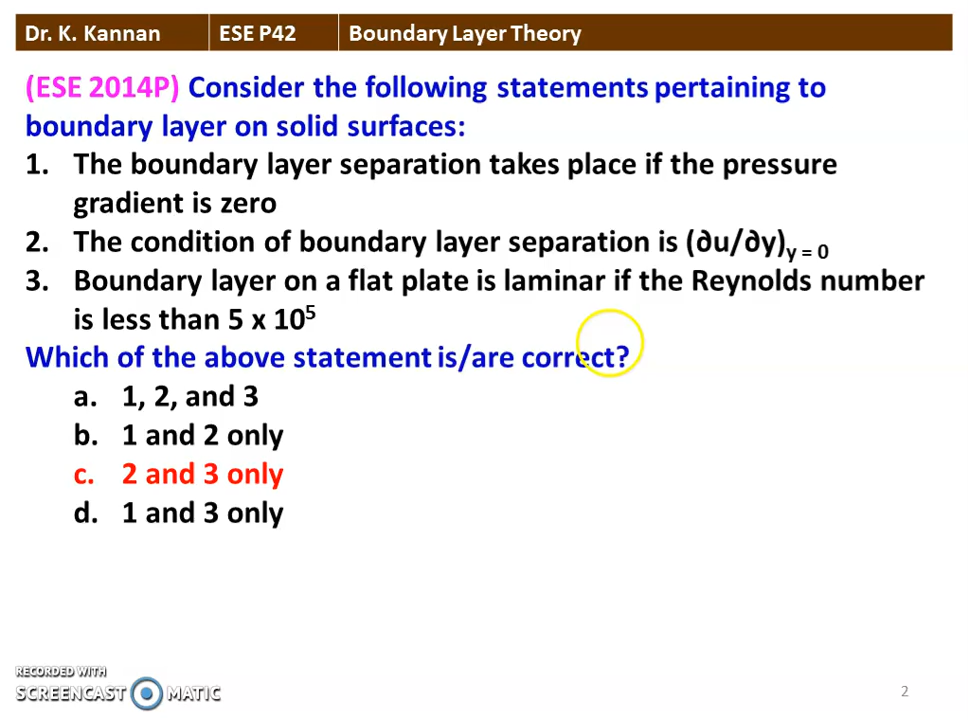 Dr. K. Kannan ESE P42 Boundary Layer Theory
(ESE 2014P) Consider the following statements pertaining to
boundary layer on solid surfaces:
1. The boundary layer separation takes place if the pressure
gradient is zero
2. The condition of boundary layer separation is (∂u/∂y)y = 0
3. Boundary layer on a flat plate is laminar if the Reynolds number
is less than 5 x 10⁵
Which of the above statement is/are correct?
a. 1, 2, and 3
b. 1 and 2 only
c. 2 and 3 only
d. 1 and 3 only
RECORDED WITH
SCREENCAST MATIC
2